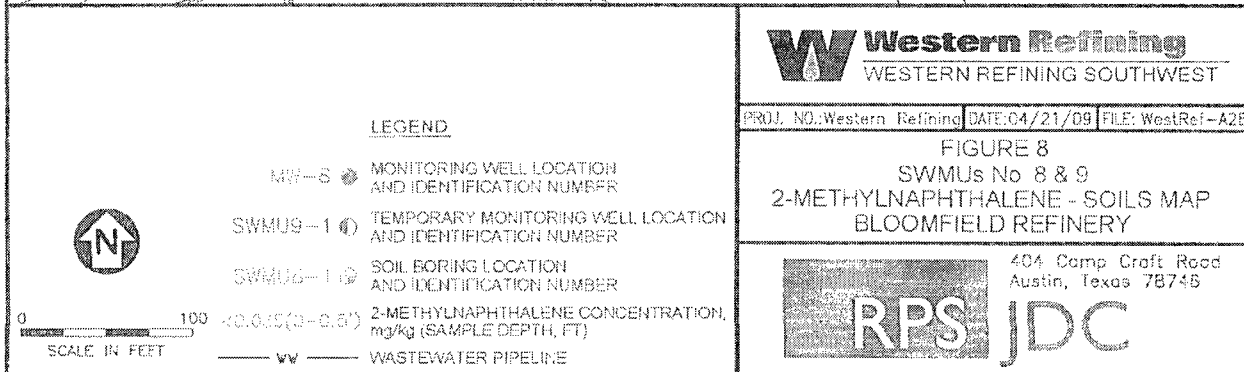 LEGEND
MW-8 MONITORING WELL LOCATION
AND IDENTIFICATION NUMBER
SWMU9-1 TEMPORARY MONITORING WELL LOCATION
AND IDENTIFICATION NUMBER
SOIL BORING LOCATION
AND IDENTIFICATION NUMBER
2-METHYLNAPHTHALENE CONCENTRATION,
mg/kg (SAMPLE DEPTH, FT)
WW WASTEWATER PIPELINE
N
0 100
SCALE IN FEET
Western Refining
WESTERN REFINING SOUTHWEST
PROJ. NO.:Western Refining DATE:04/21/09 FILE: WestRef-A28
FIGURE 8
SWMUs No 8 & 9
2-METHYLNAPHTHALENE - SOILS MAP
BLOOMFIELD REFINERY
RPS JDC
404 Camp Craft Road
Austin, Texas 78746